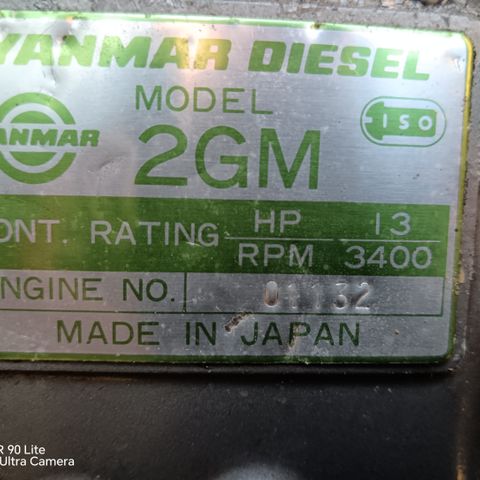 YANMAR DIESEL
MODEL
ANMAR
2GM
ISO
ONT. RATING HP 13
RPM 3400
NGINE NO. 01132
MADE IN JAPAN
R 90 Lite
Ultra Camera